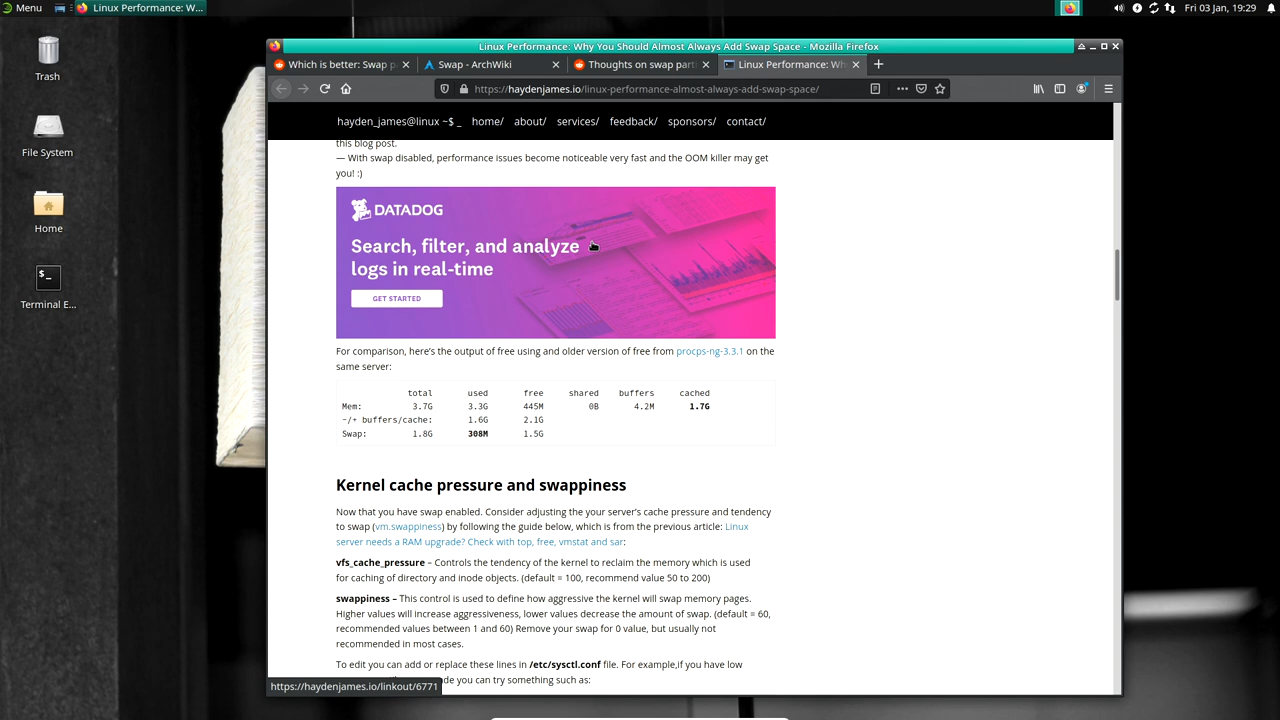 Menu
Linux Performance: W...
Fri 03 Jan, 19:29
Trash
File System
Home
Terminal E...
Linux Performance: Why You Should Almost Always Add Swap Space - Mozilla Firefox
Which is better: Swap p
Swap - ArchWiki
Thoughts on swap parti
Linux Performance: Wh
https://haydenjames.io/linux-performance-almost-always-add-swap-space/
hayden_james@linux ~$ _ home/ about/ services/ feedback/ sponsors/ contact/
this blog post.
— With swap disabled, performance issues become noticeable very fast and the OOM killer may get
you! :)
DATADOG
Search, filter, and analyze
logs in real-time
GET STARTED
For comparison, here's the output of free using and older version of free from procps-ng-3.3.1 on the
same server:
total used free shared buffers cached
Mem: 3.7G 3.3G 445M 0B 4.2M 1.7G
-/+ buffers/cache: 1.6G 2.1G
Swap: 1.8G 308M 1.5G
Kernel cache pressure and swappiness
Now that you have swap enabled. Consider adjusting the your server's cache pressure and tendency
to swap (vm.swappiness) by following the guide below, which is from the previous article: Linux
server needs a RAM upgrade? Check with top, free, vmstat and sar:
vfs_cache_pressure – Controls the tendency of the kernel to reclaim the memory which is used
for caching of directory and inode objects. (default = 100, recommend value 50 to 200)
swappiness – This control is used to define how aggressive the kernel will swap memory pages.
Higher values will increase aggressiveness, lower values decrease the amount of swap. (default = 60,
recommended values between 1 and 60) Remove your swap for 0 value, but usually not
recommended in most cases.
To edit you can add or replace these lines in /etc/sysctl.conf file. For example,if you have low
de you can try something such as:
https://haydenjames.io/linkout/6771